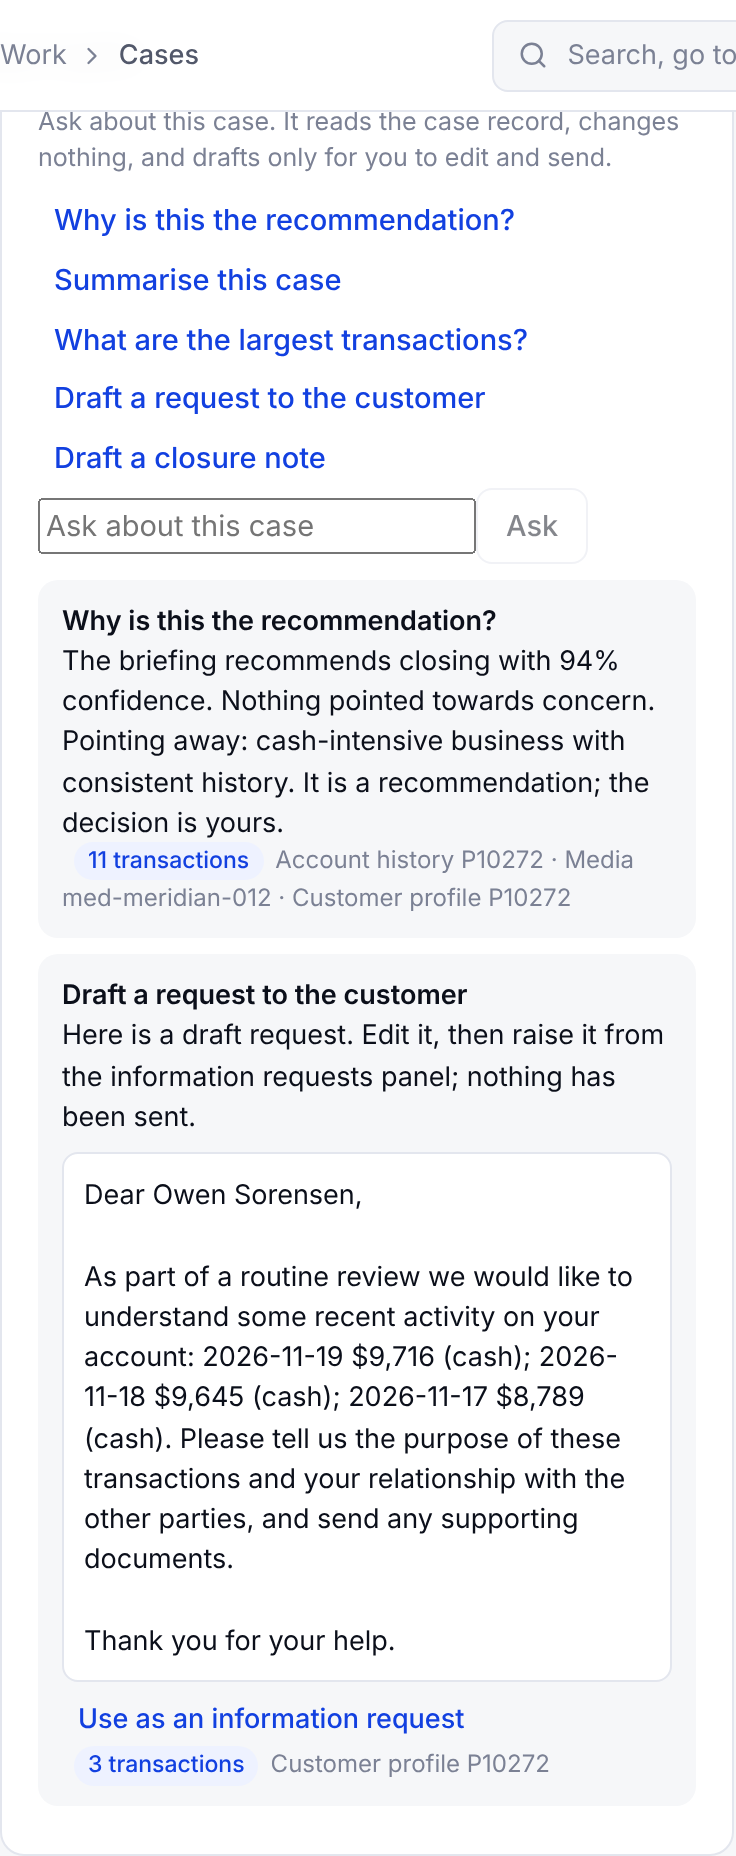 Work > Cases
Search, go to
Ask about this case. It reads the case record, changes
nothing, and drafts only for you to edit and send.
Why is this the recommendation?
Summarise this case
What are the largest transactions?
Draft a request to the customer
Draft a closure note
Ask about this case
Ask
Why is this the recommendation?
The briefing recommends closing with 94%
confidence. Nothing pointed towards concern.
Pointing away: cash-intensive business with
consistent history. It is a recommendation; the
decision is yours.
11 transactions Account history P10272 · Media
med-meridian-012 · Customer profile P10272
Draft a request to the customer
Here is a draft request. Edit it, then raise it from
the information requests panel; nothing has
been sent.
Dear Owen Sorensen,
As part of a routine review we would like to
understand some recent activity on your
account: 2026-11-19 $9,716 (cash); 2026-
11-18 $9,645 (cash); 2026-11-17 $8,789
(cash). Please tell us the purpose of these
transactions and your relationship with the
other parties, and send any supporting
documents.
Thank you for your help.
Use as an information request
3 transactions Customer profile P10272